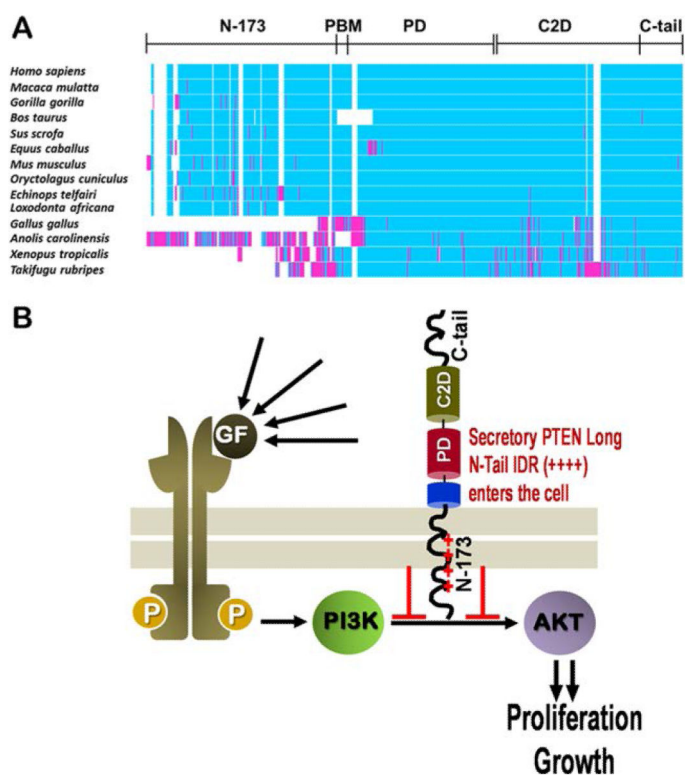 A
N-173 PBM PD C2D C-tail
Homo sapiens
Macaca mulatta
Gorilla gorilla
Bos taurus
Sus scrofa
Equus caballus
Mus musculus
Oryctolagus cuniculus
Echinops telfairi
Loxodonta africana
Gallus gallus
Anolis carolinensis
Xenopus tropicalis
Takifugu rubripes
B
C-tail
C2D
GF
PD
Secretory PTEN Long
N-Tail IDR (++++)
enters the cell
++++
N-173
P
P
PI3K
AKT
Proliferation
Growth